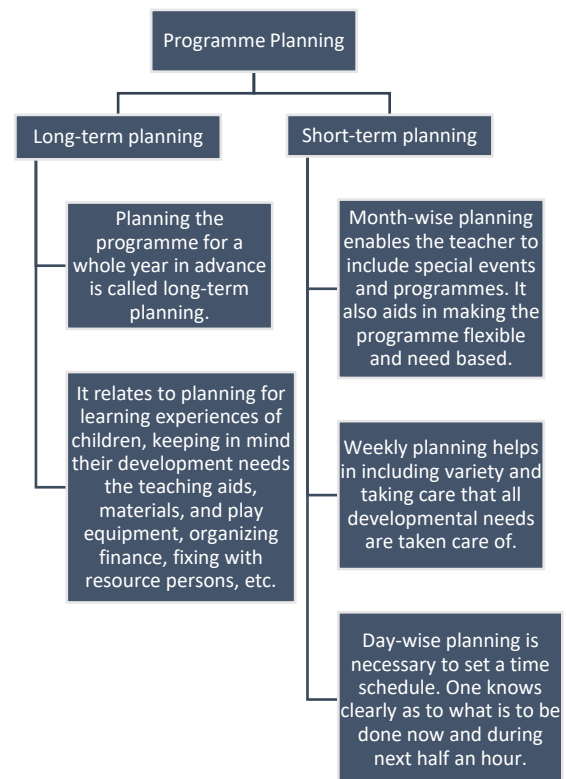 Programme Planning
Long-term planning
Planning the
programme for a
whole year in advance
is called long-term
planning.
It relates to planning for
learning experiences of
children, keeping in mind
their development needs
the teaching aids,
materials, and play
equipment, organizing
finance, fixing with
resource persons, etc.
Short-term planning
Month-wise planning
enables the teacher to
include special events
and programmes. It
also aids in making the
programme flexible
and need based.
Weekly planning helps
in including variety and
taking care that all
developmental needs
are taken care of.
Day-wise planning is
necessary to set a time
schedule. One knows
clearly as to what is to be
done now and during
next half an hour.